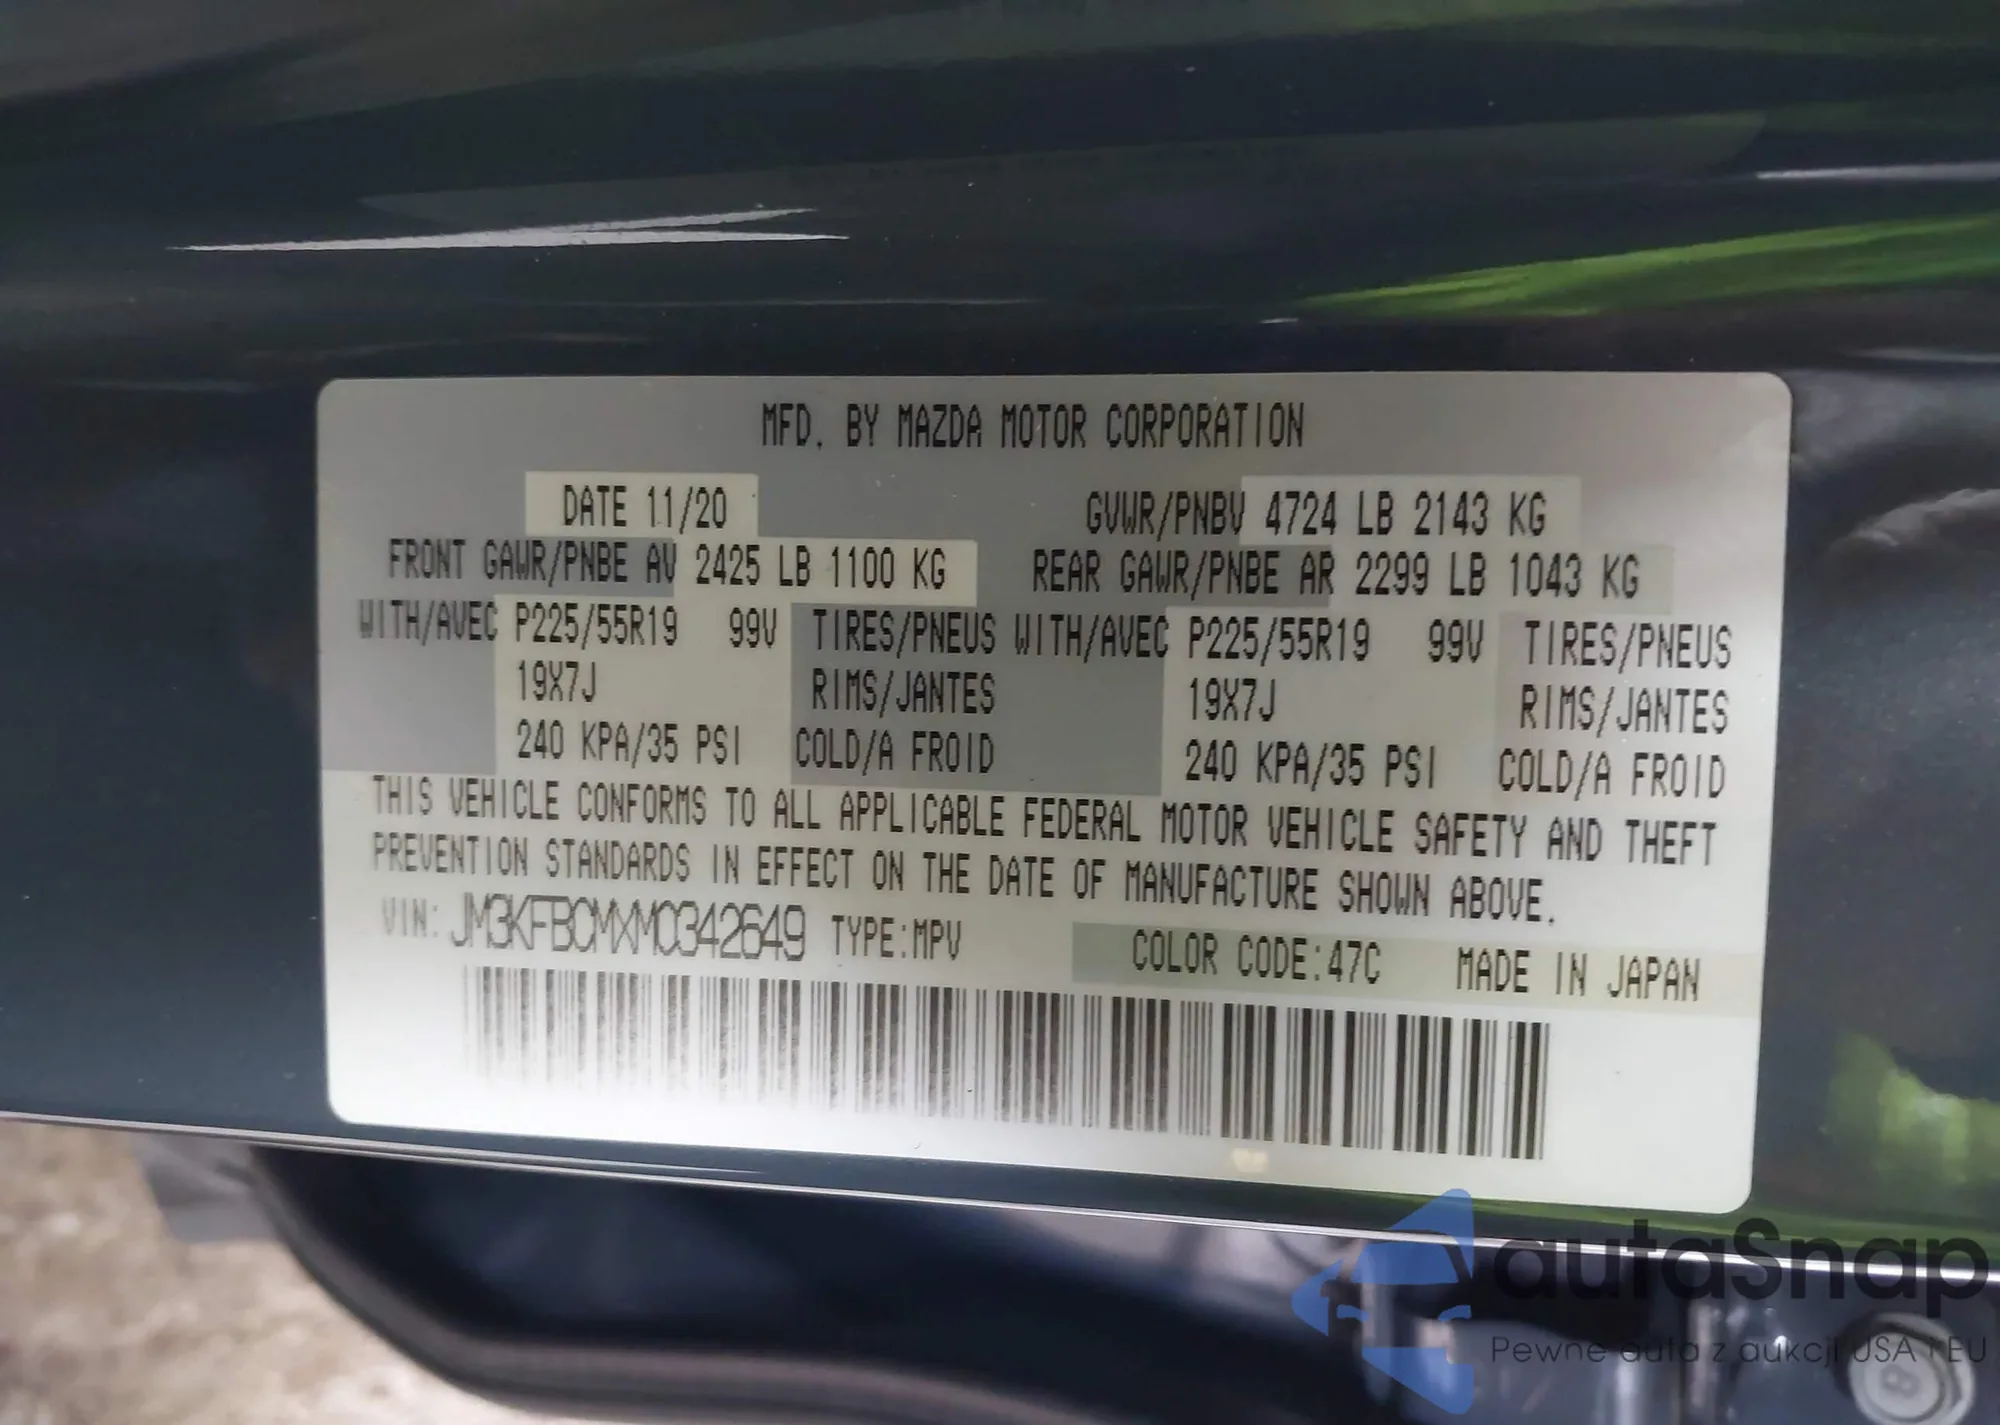 MFD. BY MAZDA MOTOR CORPORATION
DATE 11/20 GVWR/PNBV 4724 LB 2143 KG
FRONT GAWR/PNBE AV 2425 LB 1100 KG REAR GAWR/PNBE AR 2299 LB 1043 KG
WITH/AVEC P225/55R19 99V TIRES/PNEUS WITH/AVEC P225/55R19 99V TIRES/PNEUS
19X7J RIMS/JANTES 19X7J RIMS/JANTES
240 KPA/35 PSI COLD/A FROID 240 KPA/35 PSI COLD/A FROID
THIS VEHICLE CONFORMS TO ALL APPLICABLE FEDERAL MOTOR VEHICLE SAFETY AND THEFT
PREVENTION STANDARDS IN EFFECT ON THE DATE OF MANUFACTURE SHOWN ABOVE.
VIN: JM3KFBCMXM0342649 TYPE:MPV COLOR CODE:47C MADE IN JAPAN
autaSnap
Pewne auta z aukcji USA i EU
8